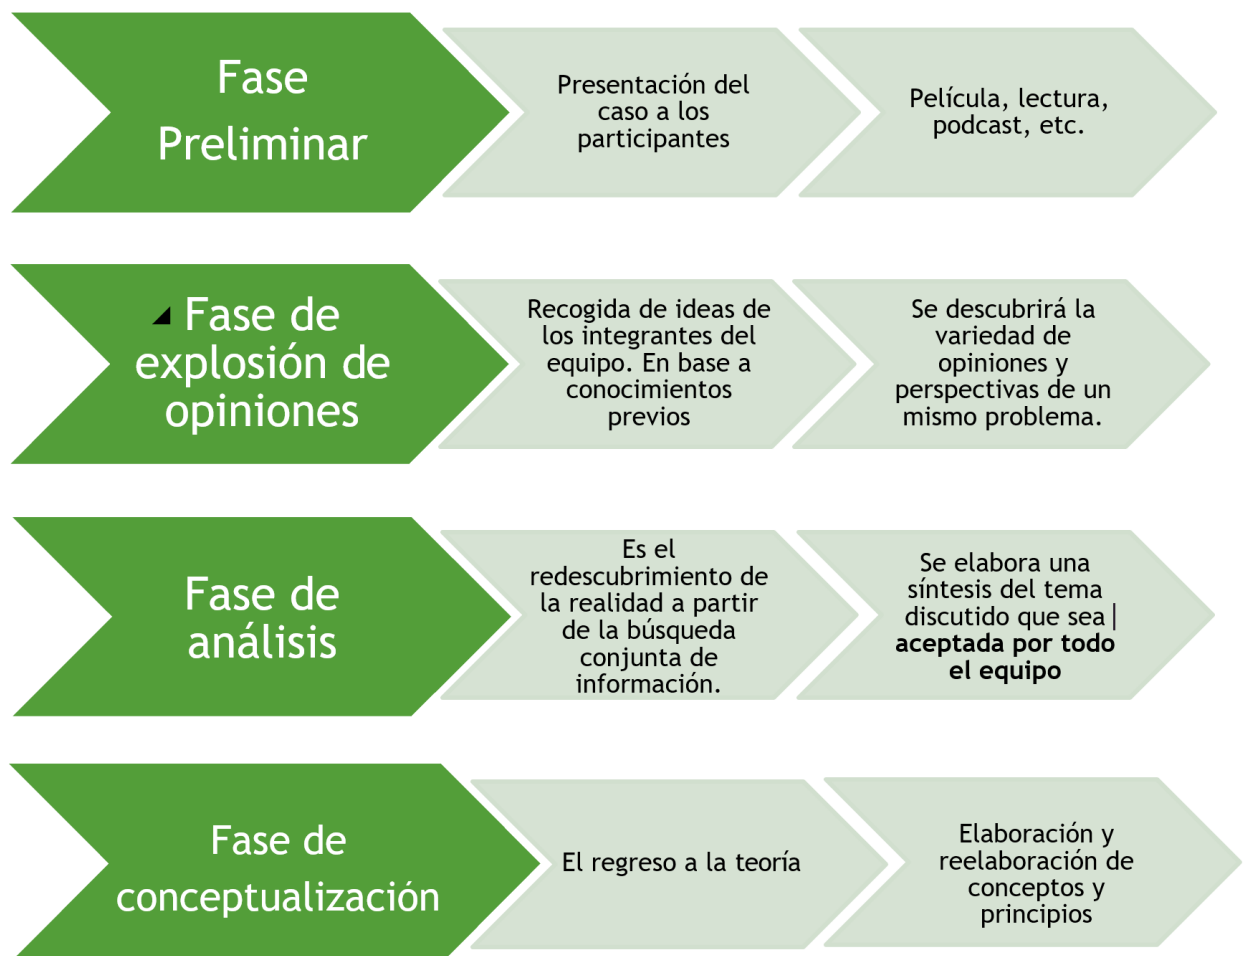 Fase
Preliminar
Presentación del
caso a los
participantes
Película, lectura,
podcast, etc.
Fase de
explosión de
opiniones
Recogida de ideas de
los integrantes del
equipo. En base a
conocimientos
previos
Se descubrirá la
variedad de
opiniones y
perspectivas de un
mismo problema.
Fase de
análisis
Es el
redescubrimiento de
la realidad a partir
de la búsqueda
conjunta de
información.
Se elabora una
síntesis del tema
discutido que sea
aceptada por todo
el equipo
Fase de
conceptualización
El regreso a la teoría
Elaboración y
reelaboración de
conceptos y
principios